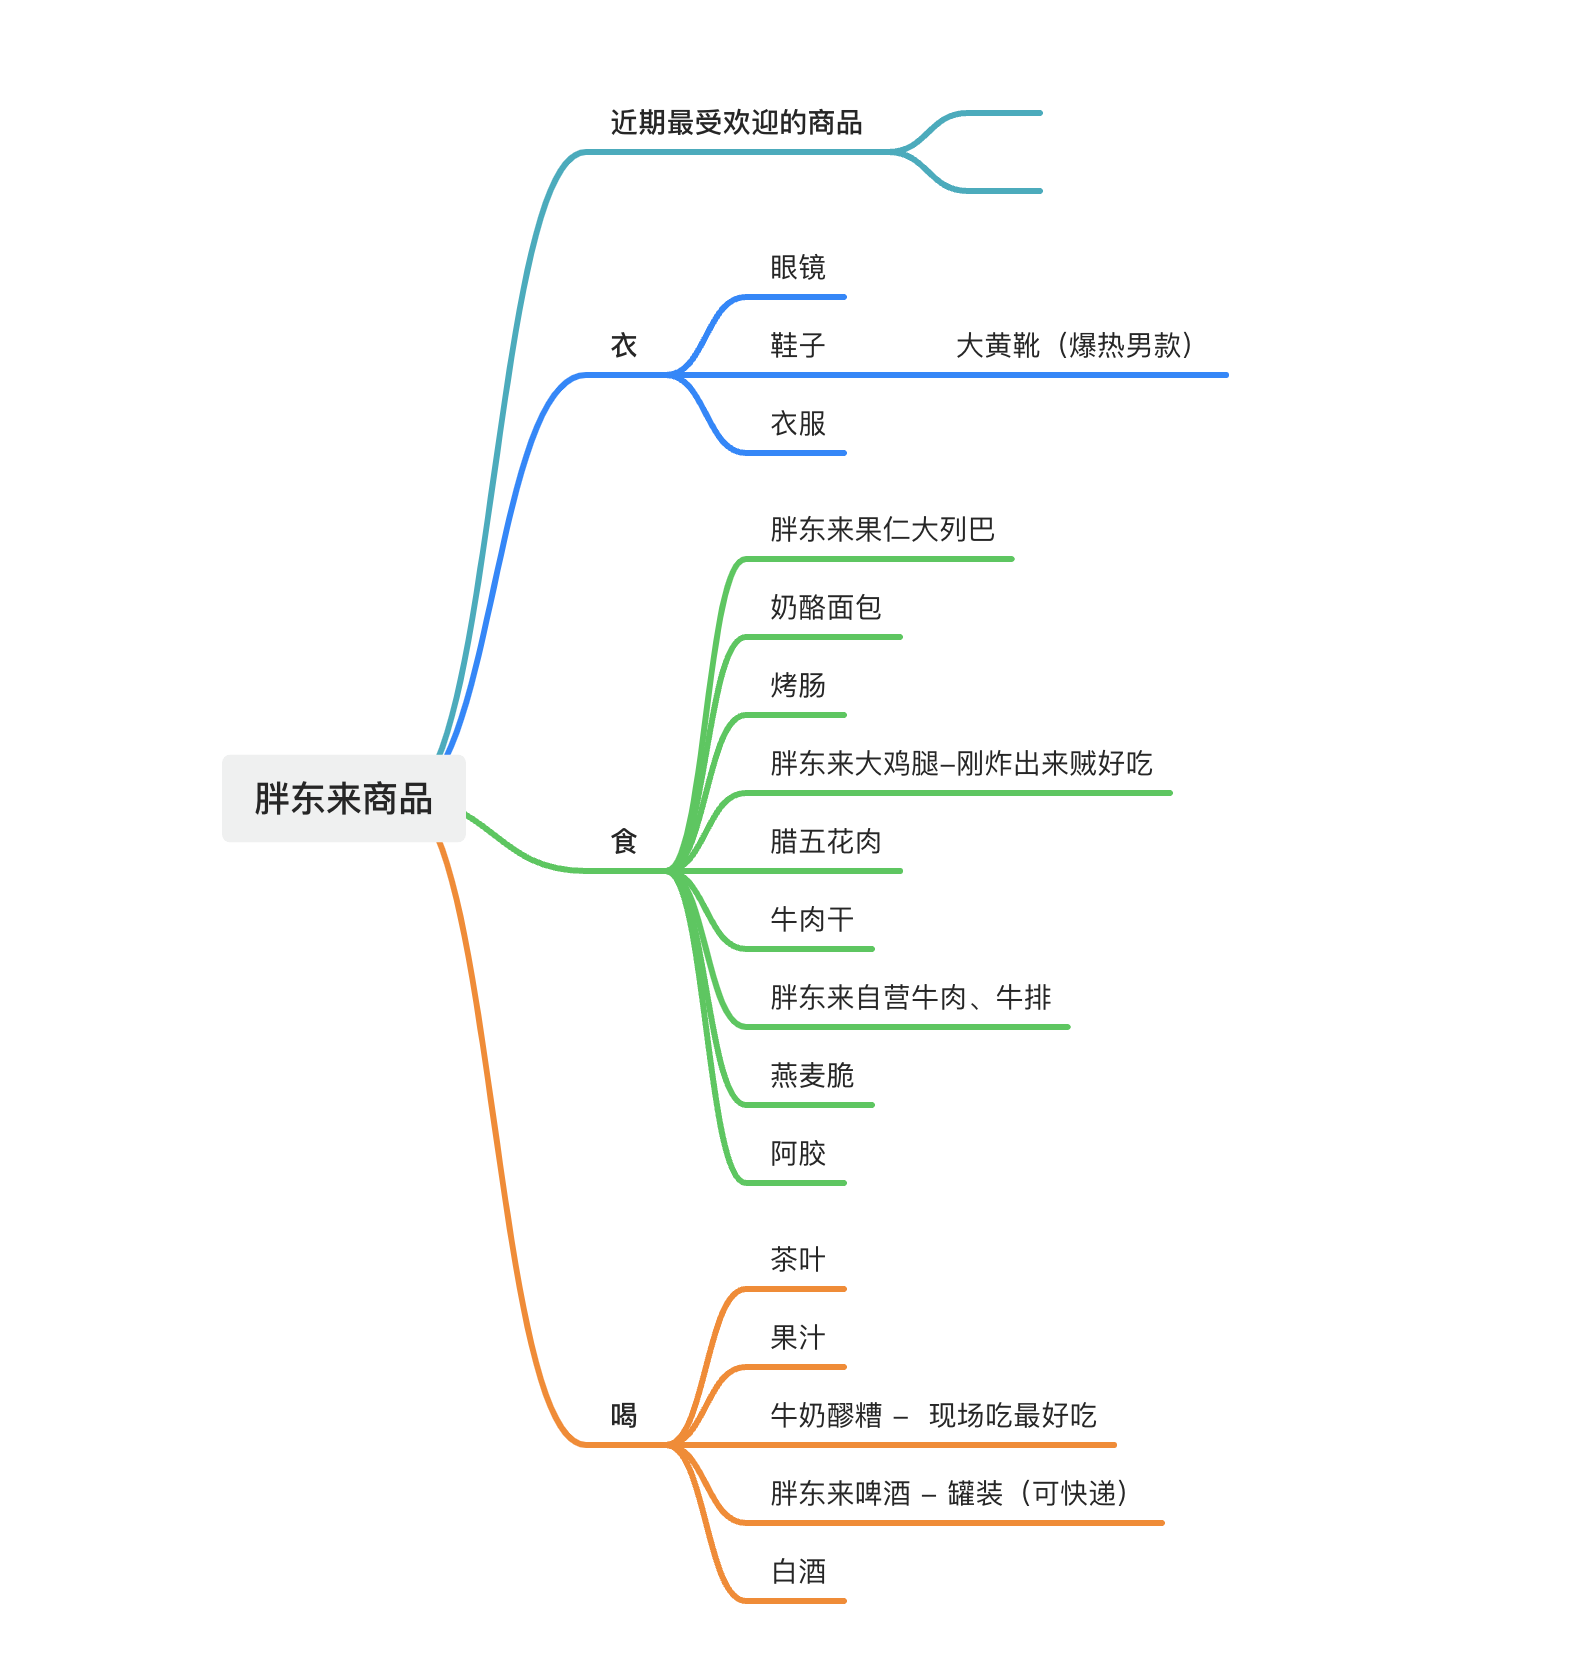 近期最受欢迎的商品
眼镜
衣
鞋子
大黄靴（爆热男款）
衣服
胖东来果仁大列巴
奶酪面包
烤肠
胖东来大鸡腿–刚炸出来贼好吃
胖东来商品
食
腊五花肉
牛肉干
胖东来自营牛肉、牛排
燕麦脆
阿胶
茶叶
果汁
喝
牛奶醪糟 – 现场吃最好吃
胖东来啤酒 – 罐装（可快递）
白酒